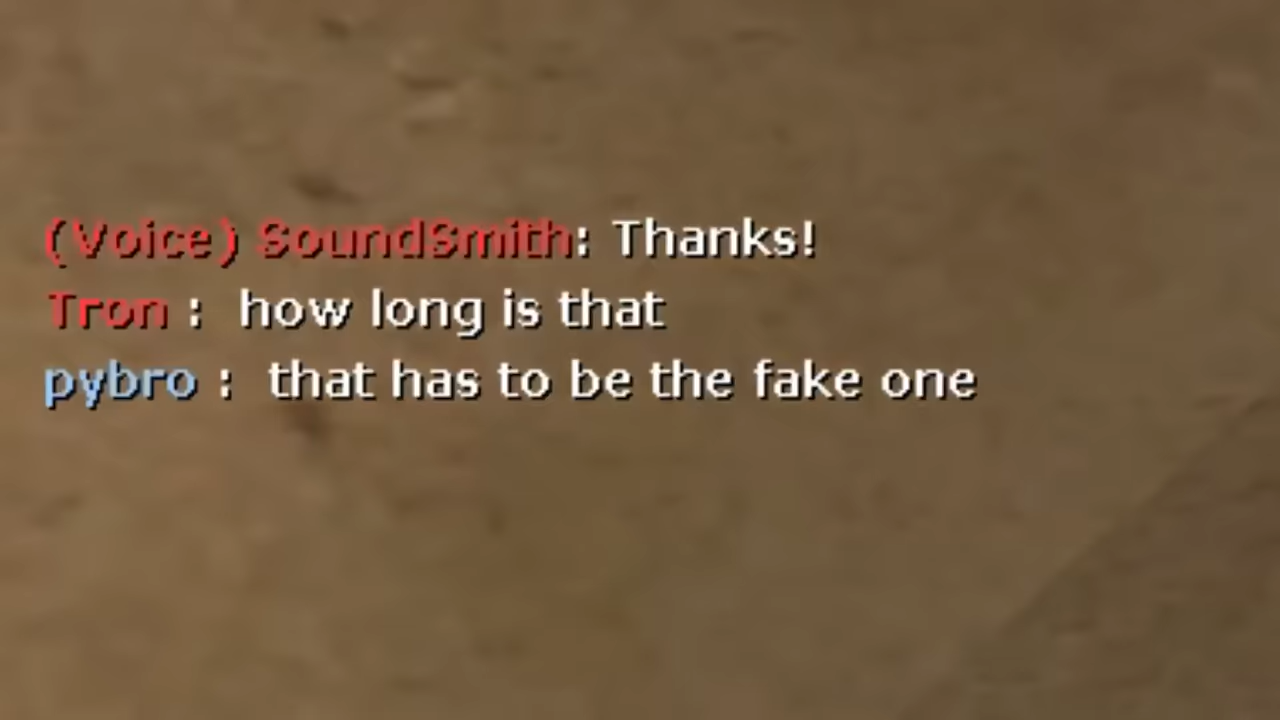 (Voice) SoundSmith: Thanks!
Tron :  how long is that
pybro :  that has to be the fake one